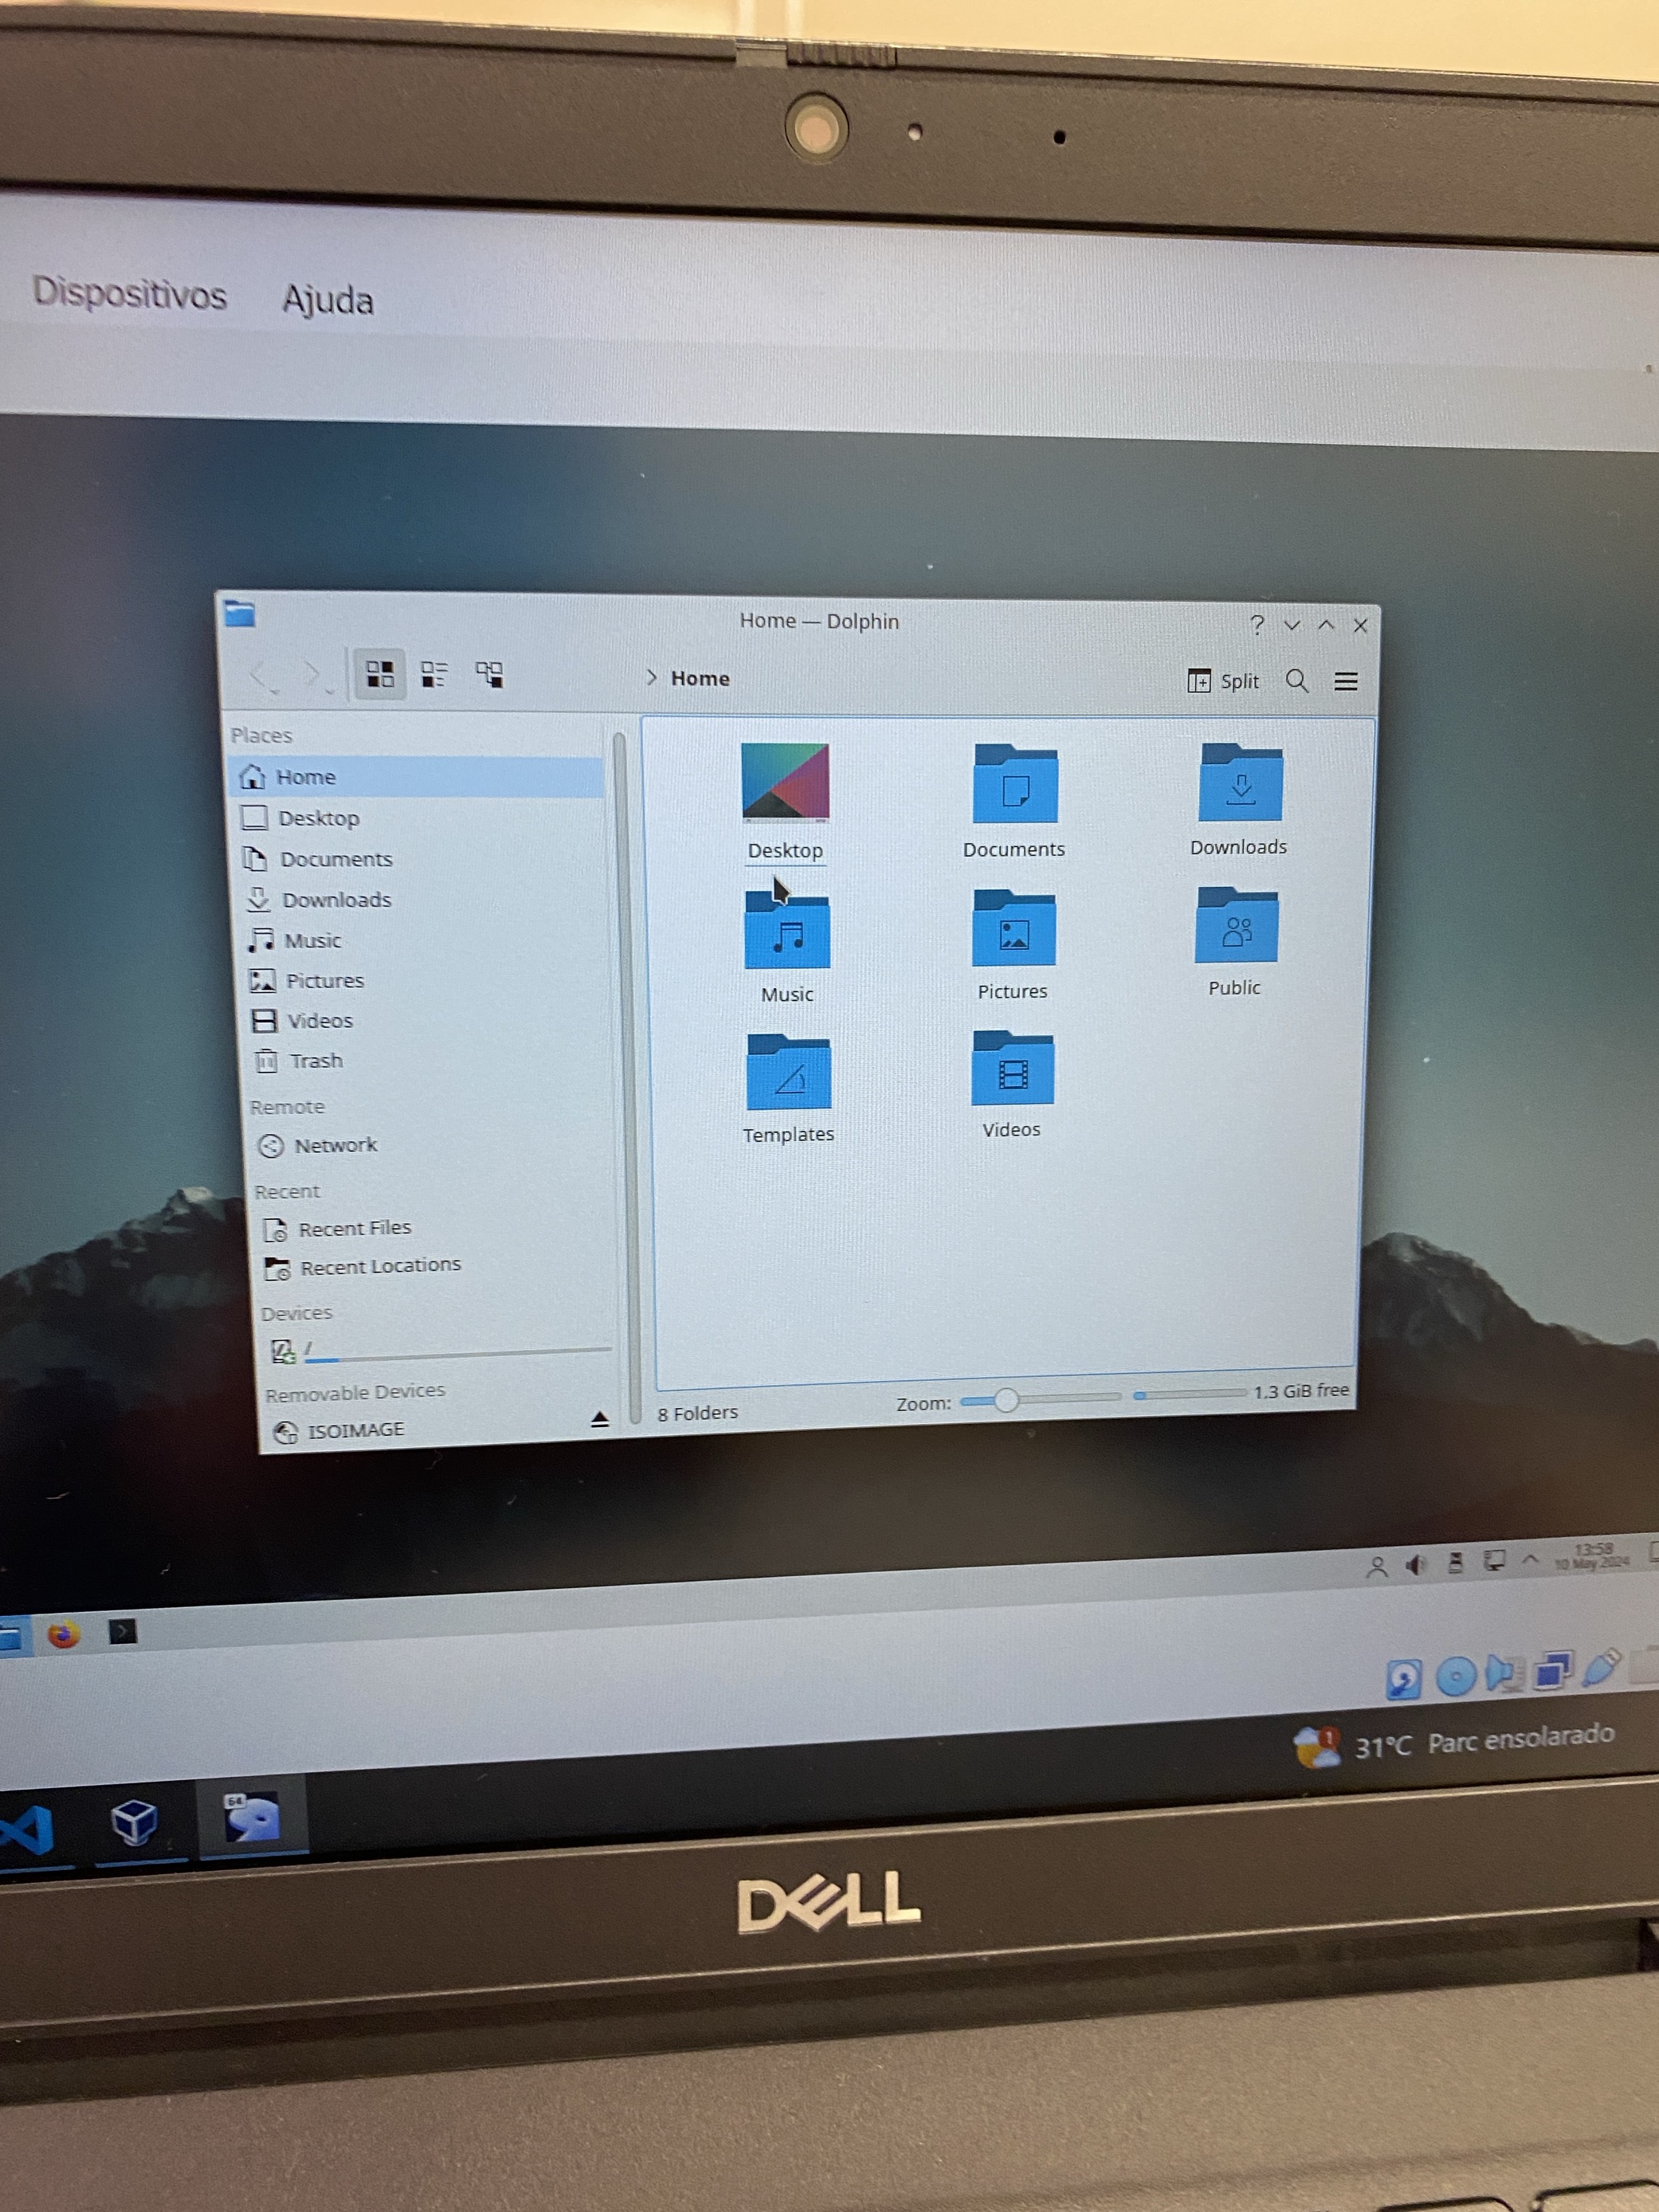 Dispositivos Ajuda
Home — Dolphin
Home
Split
Places
Home
Desktop
Documents
Downloads
Music
Pictures
Videos
Trash
Remote
Network
Recent
Recent Files
Recent Locations
Devices
/
Removable Devices
ISOIMAGE
Desktop
Documents
Downloads
Music
Pictures
Public
Templates
Videos
8 Folders
Zoom:
1.3 GiB free
13:58
10 May 2024
1
31°C Parc ensolarado
64
DELL